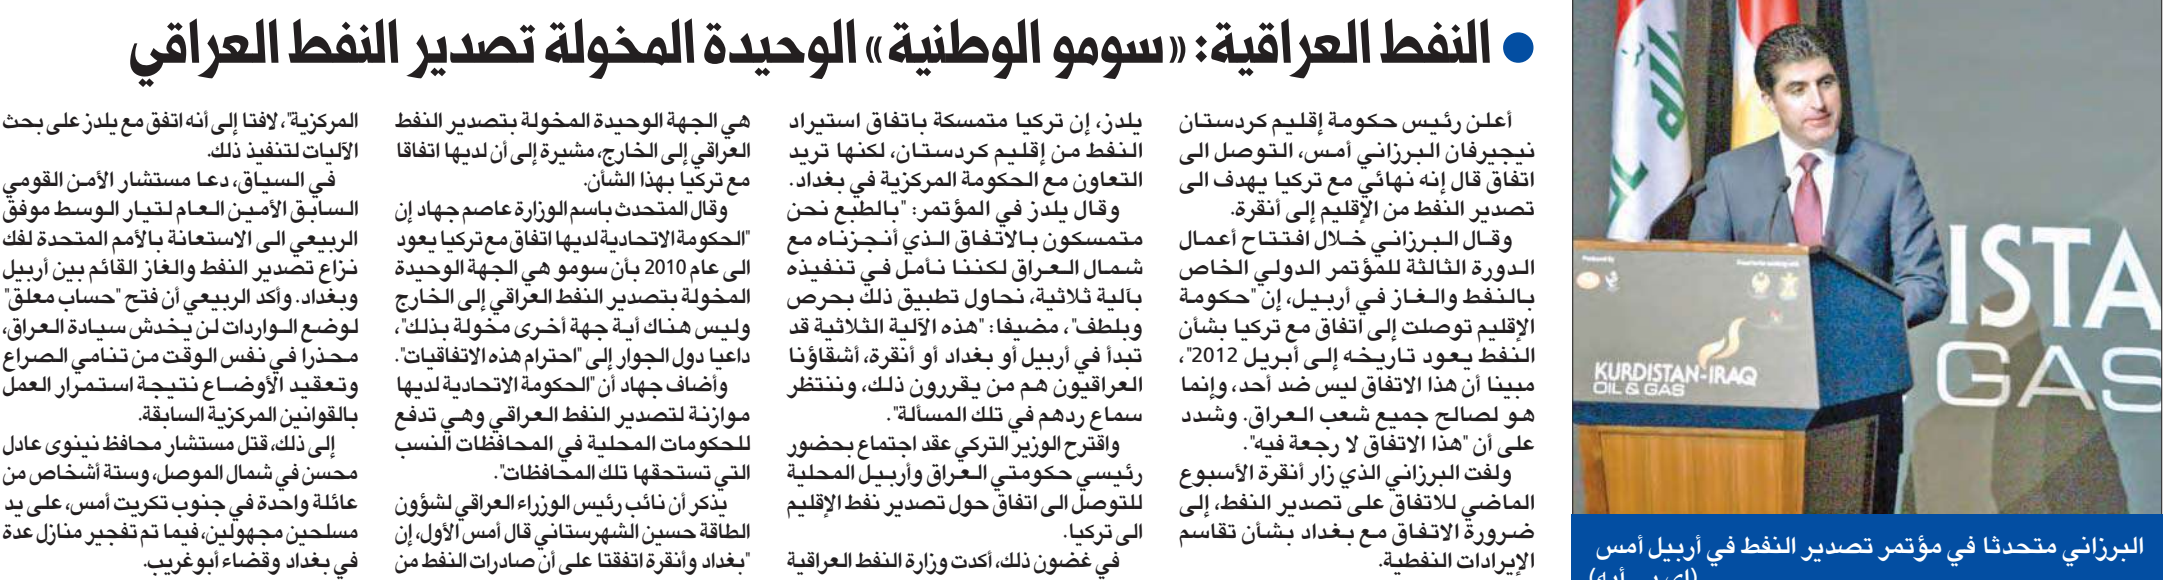 ● النفط العراقية: «سومو الوطنية» الوحيدة المخولة تصدير النفط العراقي
أعلن رئيس حكومة إقليم كردستان
نيجيرفان البرزاني أمس، التوصل الى
اتفاق قال إنه نهائي مع تركيا يهدف الى
تصدير النفط من الإقليم إلى أنقرة.
وقال البرزاني خلال افتتاح أعمال
الدورة الثالثة للمؤتمر الدولي الخاص
بالنفط والغاز في أربيل، إن "حكومة
الإقليم توصلت إلى اتفاق مع تركيا بشأن
النفط يعود تاريخه إلى أبريل 2012"،
مبينا أن هذا الاتفاق ليس ضد أحد، وإنما
هو لصالح جميع شعب العراق. وشدد
على أن "هذا الاتفاق لا رجعة فيه".
ولفت البرزاني الذي زار أنقرة الأسبوع
الماضي للاتفاق على تصدير النفط، إلى
ضرورة الاتفاق مع بغداد بشأن تقاسم
الإيرادات النفطية.
يلدز، إن تركيا متمسكة باتفاق استيراد
النفط من إقليم كردستان، لكنها تريد
التعاون مع الحكومة المركزية في بغداد.
وقال يلدز في المؤتمر: "بالطبع نحن
متمسكون بالاتفاق الذي أنجزناه مع
شمال العراق لكننا نأمل في تنفيذه
بآلية ثلاثية، نحاول تطبيق ذلك بحرص
وبلطف"، مضيفا: "هذه الآلية الثلاثية قد
تبدأ في أربيل أو بغداد أو أنقرة، أشقاؤنا
العراقيون هم من يقررون ذلك، وننتظر
سماع ردهم في تلك المسألة".
واقترح الوزير التركي عقد اجتماع بحضور
رئيسي حكومتي العراق وأربيل المحلية
للتوصل الى اتفاق حول تصدير نفط الإقليم
الى تركيا.
في غضون ذلك، أكدت وزارة النفط العراقية
هي الجهة الوحيدة المخولة بتصدير النفط
العراقي إلى الخارج، مشيرة إلى أن لديها اتفاقا
مع تركيا بهذا الشأن.
وقال المتحدث باسم الوزارة عاصم جهاد إن
"الحكومة الاتحادية لديها اتفاق مع تركيا يعود
الى عام 2010 بأن سومو هي الجهة الوحيدة
المخولة بتصدير النفط العراقي إلى الخارج
وليس هناك أية جهة أخرى مخولة بذلك"،
داعيا دول الجوار إلى "احترام هذه الاتفاقيات".
وأضاف جهاد أن "الحكومة الاتحادية لديها
موازنة لتصدير النفط العراقي وهي تدفع
للحكومات المحلية في المحافظات النسب
التي تستحقها تلك المحافظات".
يذكر أن نائب رئيس الوزراء العراقي لشؤون
الطاقة حسين الشهرستاني قال أمس الأول، إن
"بغداد وأنقرة اتفقتا على أن صادرات النفط من
المركزية"، لافتا إلى أنه اتفق مع يلدز على بحث
الآليات لتنفيذ ذلك.
في السياق، دعا مستشار الأمن القومي
السابق الأمين العام لتيار الوسط موفق
الربيعي الى الاستعانة بالأمم المتحدة لفك
نزاع تصدير النفط والغاز القائم بين أربيل
وبغداد. وأكد الربيعي أن فتح "حساب معلق"
لوضع الواردات لن يخدش سيادة العراق،
محذرا في نفس الوقت من تنامي الصراع
وتعقيد الأوضاع نتيجة استمرار العمل
بالقوانين المركزية السابقة.
إلى ذلك، قتل مستشار محافظ نينوى عادل
محسن في شمال الموصل، وستة أشخاص من
عائلة واحدة في جنوب تكريت أمس، على يد
مسلحين مجهولين، فيما تم تفجير منازل عدة
في بغداد وقضاء أبوغريب.
ISTA
GAS
KURDISTAN-IRAQ
OIL & GAS
البرزاني متحدثا في مؤتمر تصدير النفط في أربيل أمس